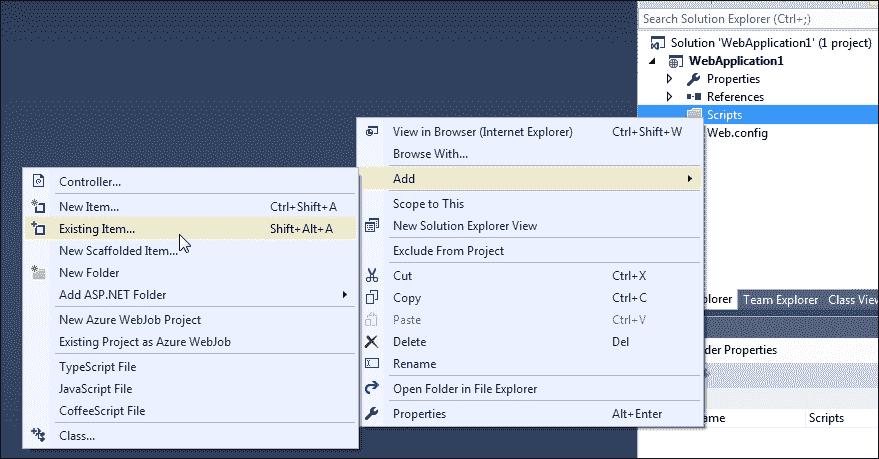 Search Solution Explorer (Ctrl+;)
Solution 'WebApplication1' (1 project)
WebApplication1
Properties
References
Scripts
Web.config
View in Browser (Internet Explorer) Ctrl+Shift+W
Browse With...
Add
Scope to This
New Solution Explorer View
Exclude From Project
Cut Ctrl+X
Copy Ctrl+C
Paste Ctrl+V
Delete Del
Rename
Open Folder in File Explorer
Properties Alt+Enter
Controller...
New Item... Ctrl+Shift+A
Existing Item... Shift+Alt+A
New Scaffolded Item...
New Folder
Add ASP.NET Folder
New Azure WebJob Project
Existing Project as Azure WebJob
TypeScript File
JavaScript File
CoffeeScript File
Class...
lorer Team Explorer Class View
der Properties
ame Scripts